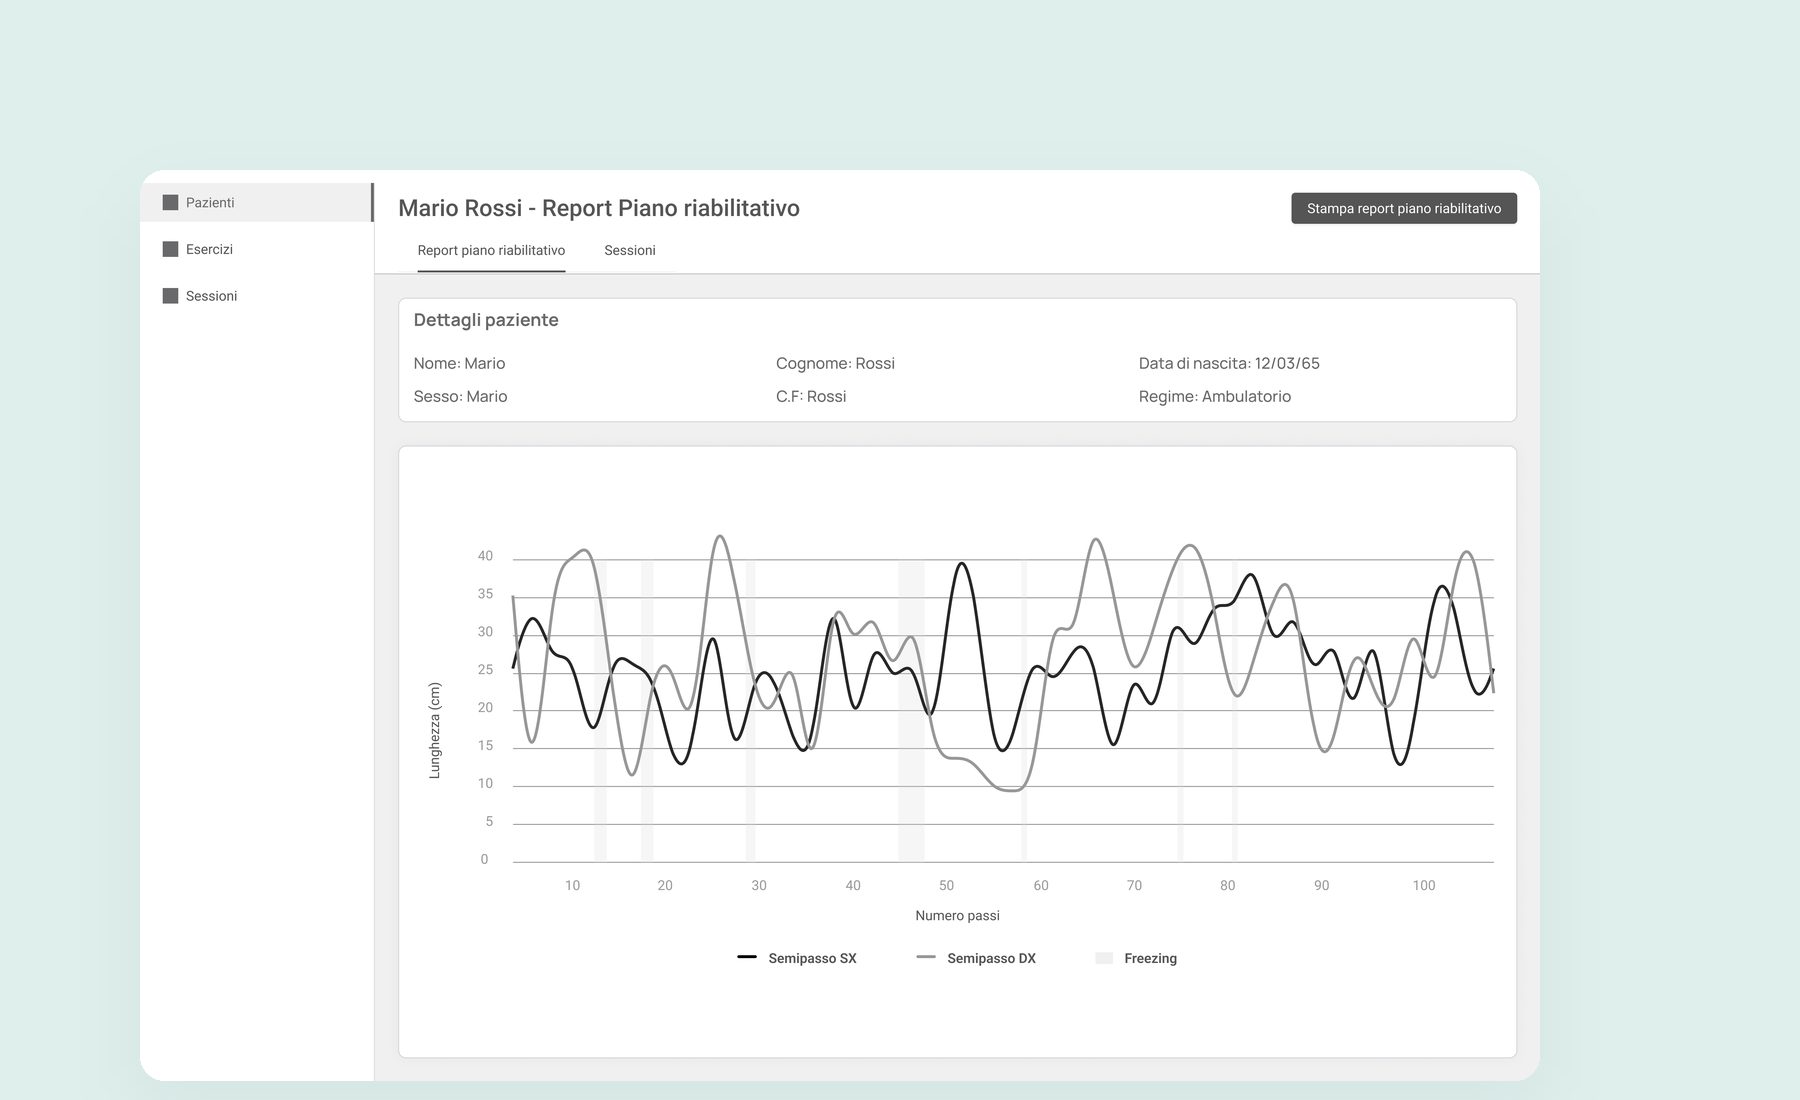 Pazienti
Esercizi
Sessioni
Mario Rossi - Report Piano riabilitativo
Stampa report piano riabilitativo
Report piano riabilitativo
Sessioni
Dettagli paziente
Nome: Mario
Cognome: Rossi
Data di nascita: 12/03/65
Sesso: Mario
C.F: Rossi
Regime: Ambulatorio
Lunghezza (cm)
40
35
30
25
20
15
10
5
0
10 20 30 40 50 60 70 80 90 100
Numero passi
Semipasso SX
Semipasso DX
Freezing